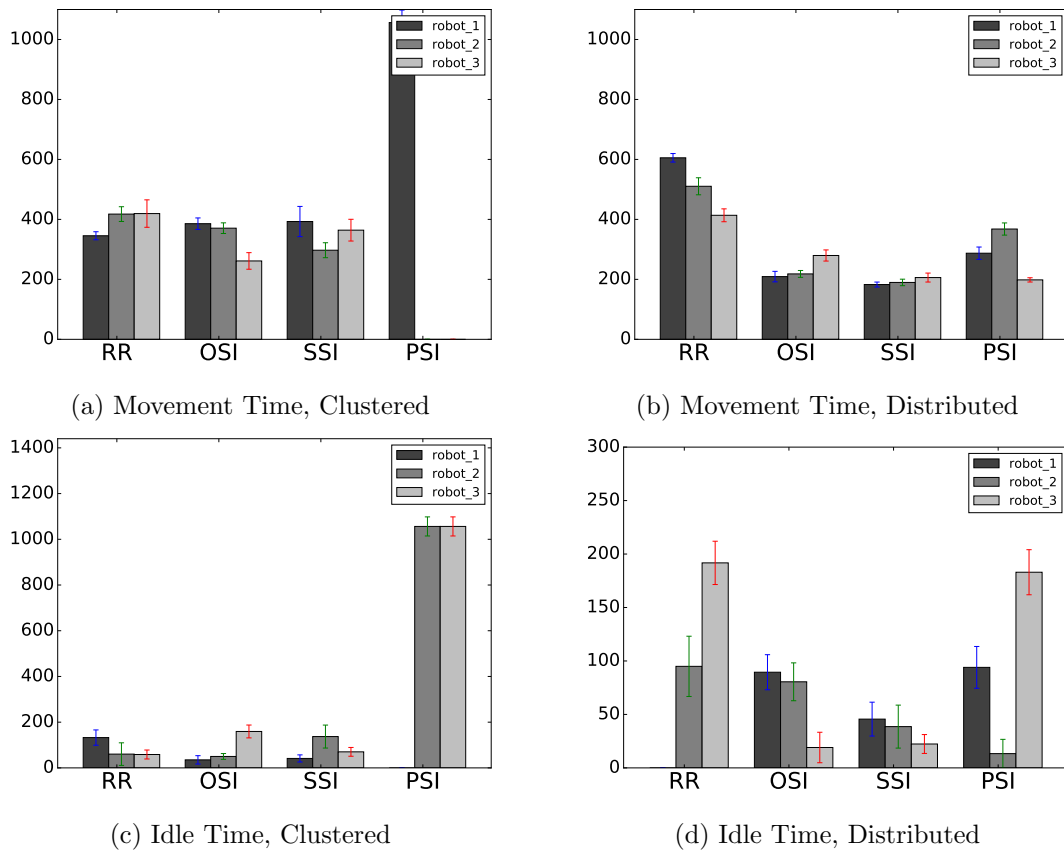 1000
800
600
400
200
0
RR OSI SSI PSI
robot_1
robot_2
robot_3
(a) Movement Time, Clustered
1000
800
600
400
200
0
RR OSI SSI PSI
robot_1
robot_2
robot_3
(b) Movement Time, Distributed
1400
1200
1000
800
600
400
200
0
RR OSI SSI PSI
robot_1
robot_2
robot_3
(c) Idle Time, Clustered
300
250
200
150
100
50
0
RR OSI SSI PSI
robot_1
robot_2
robot_3
(d) Idle Time, Distributed